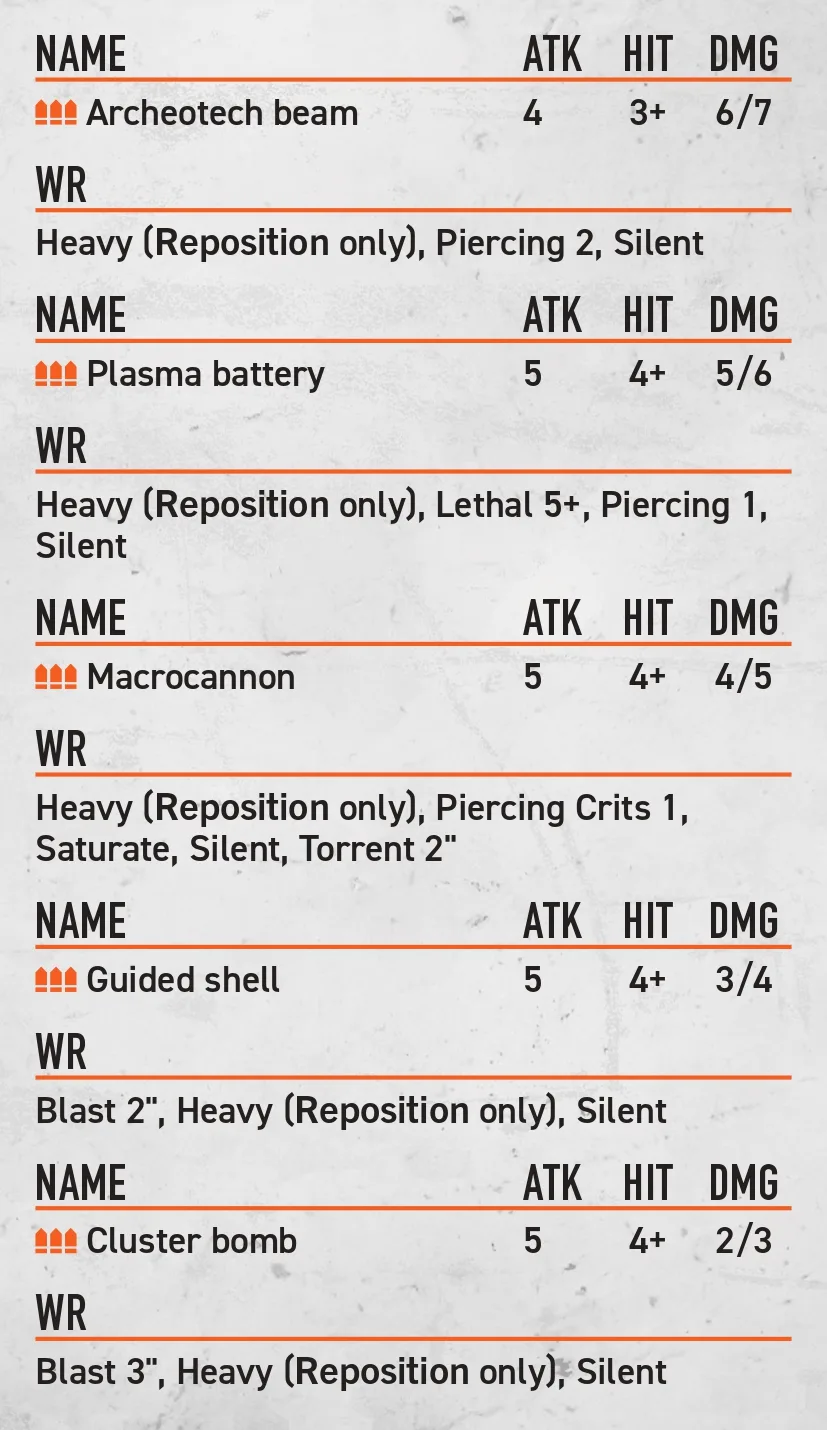 NAME ATK HIT DMG
Archeotech beam 4 3+ 6/7
WR
Heavy (Reposition only), Piercing 2, Silent
NAME ATK HIT DMG
Plasma battery 5 4+ 5/6
WR
Heavy (Reposition only), Lethal 5+, Piercing 1,
Silent
NAME ATK HIT DMG
Macrocannon 5 4+ 4/5
WR
Heavy (Reposition only), Piercing Crits 1,
Saturate, Silent, Torrent 2"
NAME ATK HIT DMG
Guided shell 5 4+ 3/4
WR
Blast 2", Heavy (Reposition only), Silent
NAME ATK HIT DMG
Cluster bomb 5 4+ 2/3
WR
Blast 3", Heavy (Reposition only), Silent